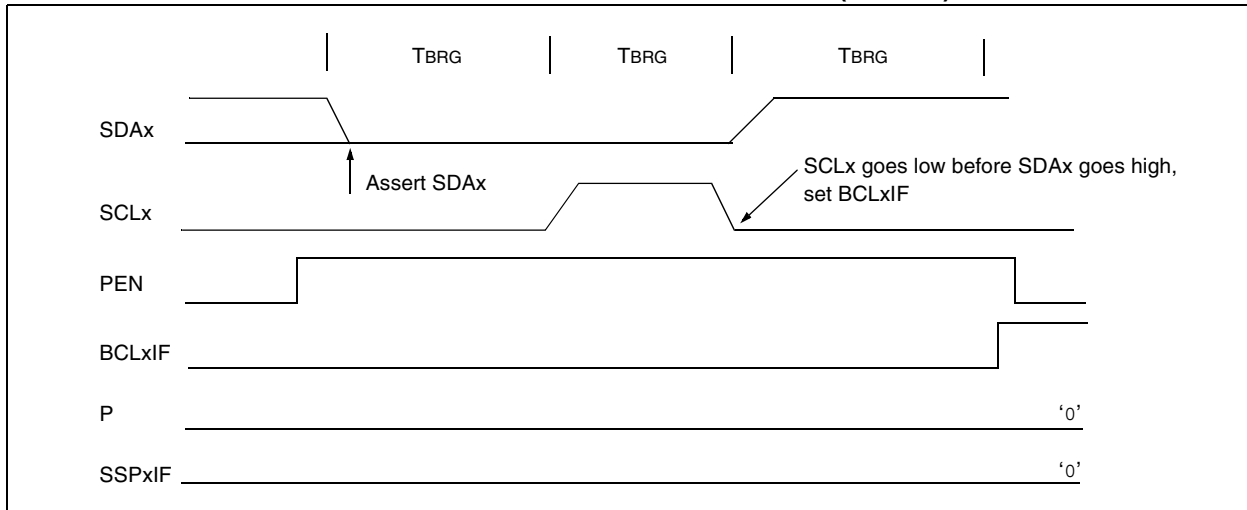 TBRG TBRG TBRG
SDAx
Assert SDAx
SCLx goes low before SDAx goes high,
set BCLxIF
SCLx
PEN
BCLxIF
P '0'
SSPxIF '0'